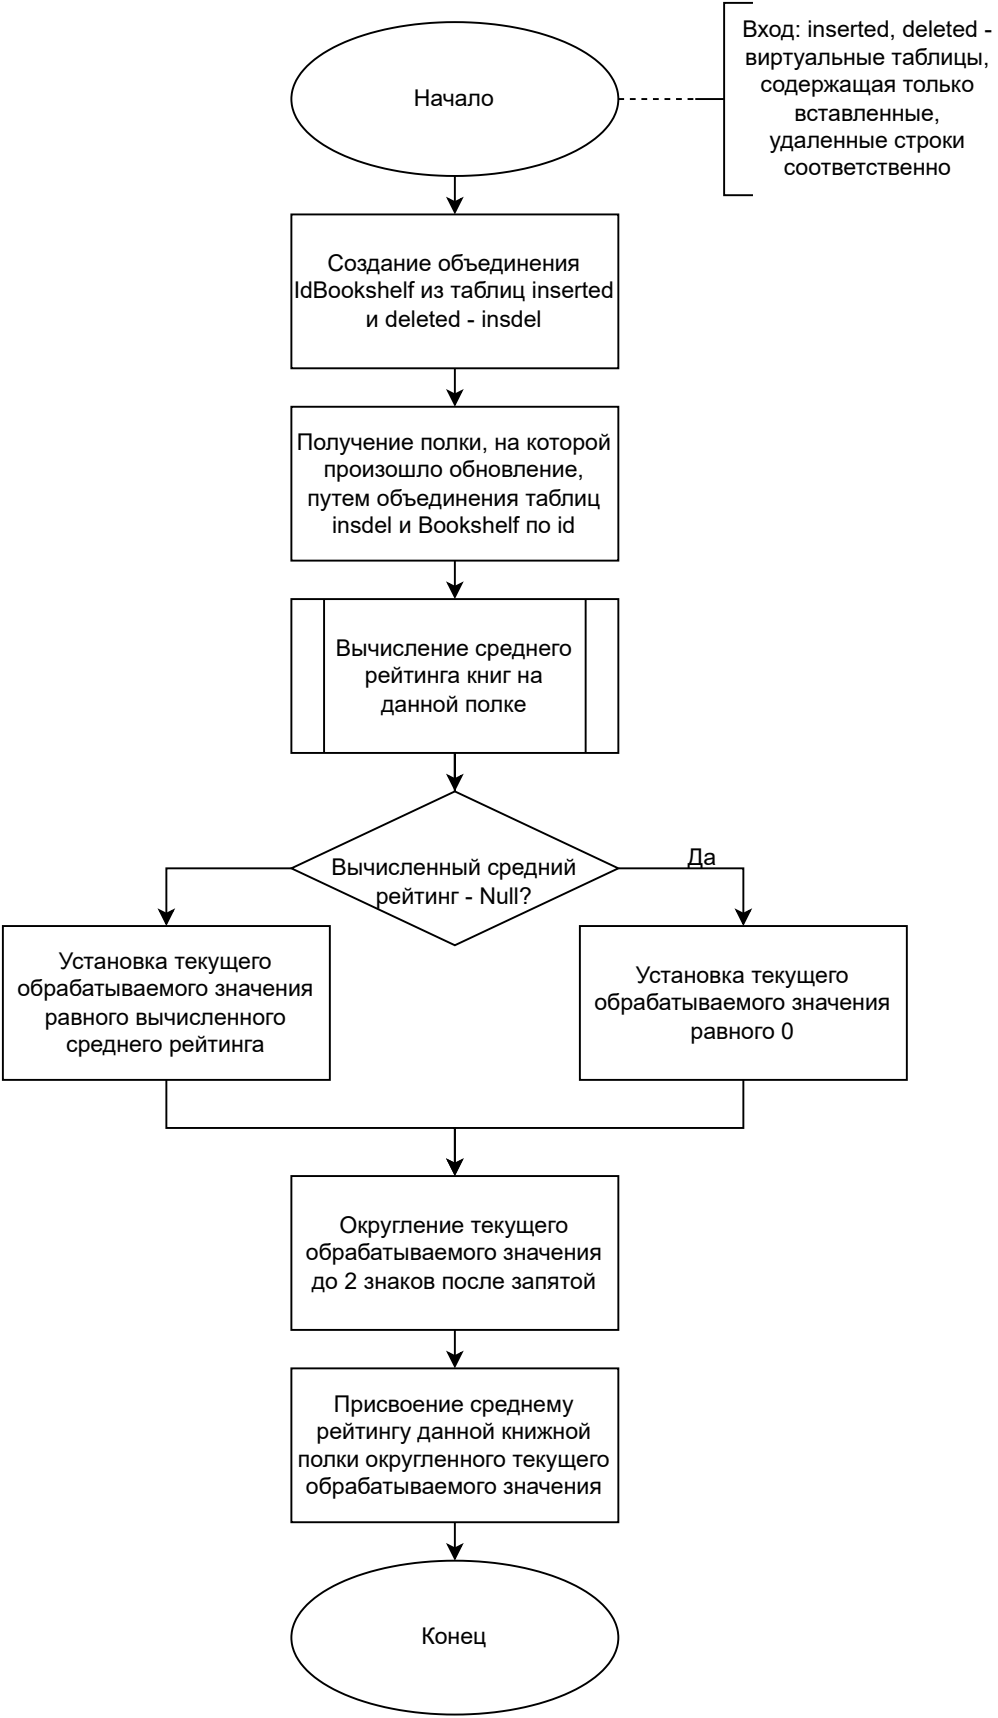 Начало
Вход: inserted, deleted -
виртуальные таблицы,
содержащая только
вставленные,
удаленные строки
соответственно
Создание объединения
IdBookshelf из таблиц inserted
и deleted - insdel
Получение полки, на которой
произошло обновление,
путем объединения таблиц
insdel и Bookshelf по id
Вычисление среднего
рейтинга книг на
данной полке
Вычисленный средний
рейтинг - Null?
Да
Установка текущего
обрабатываемого значения
равного вычисленного
среднего рейтинга
Установка текущего
обрабатываемого значения
равного 0
Округление текущего
обрабатываемого значения
до 2 знаков после запятой
Присвоение среднему
рейтингу данной книжной
полки округленного текущего
обрабатываемого значения
Конец